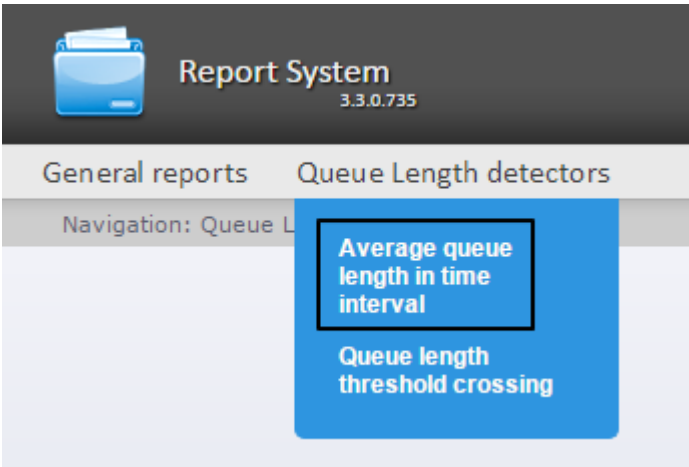 Report System
3.3.0.735
General reports Queue Length detectors
Navigation: Queue L
Average queue
length in time
interval
Queue length
threshold crossing